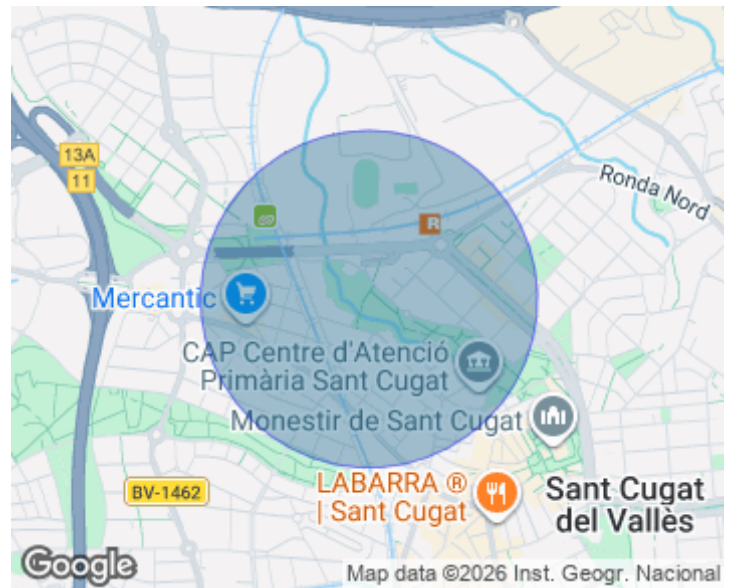 13A
11
Ronda Nord
R
Mercantic
CAP Centre d'Atenció
Primària Sant Cugat
Monestir de Sant Cugat
LABARRA ®
| Sant Cugat
BV-1462
Sant Cugat
del Vallès
Google
Map data ©2026 Inst. Geogr. Nacional